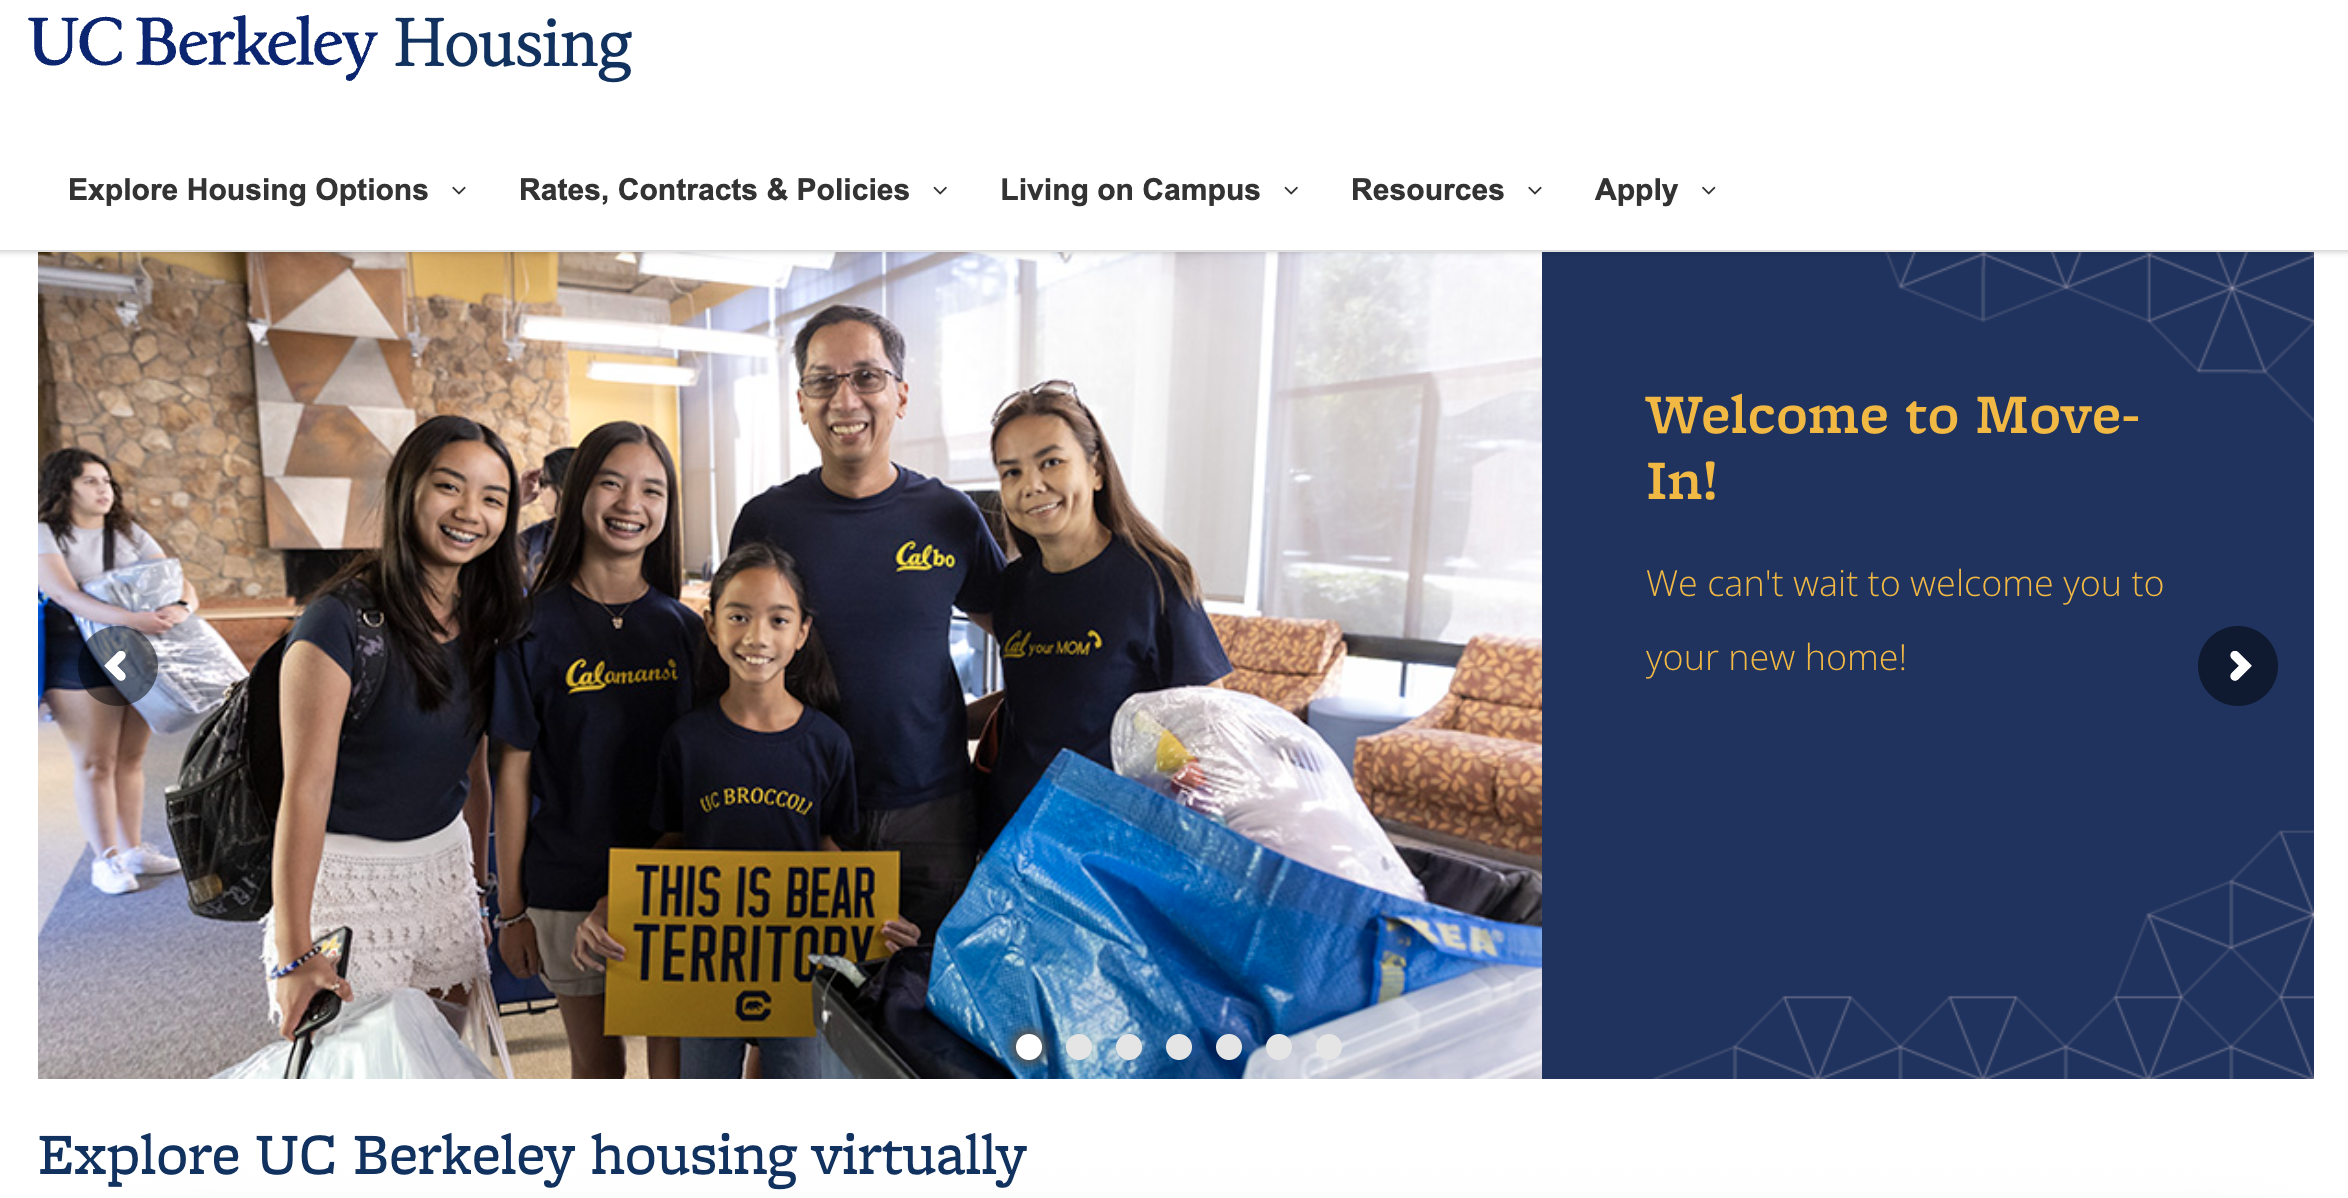 UC Berkeley Housing
Explore Housing Options
Rates, Contracts & Policies
Living on Campus
Resources
Apply
Welcome to Move-
In!
We can't wait to welcome you to
your new home!
Calbo
Cal your MOM
Calamansi
UC BROCCOLI
THIS IS BEAR
TERRITORY
C
IKEA®
Explore UC Berkeley housing virtually